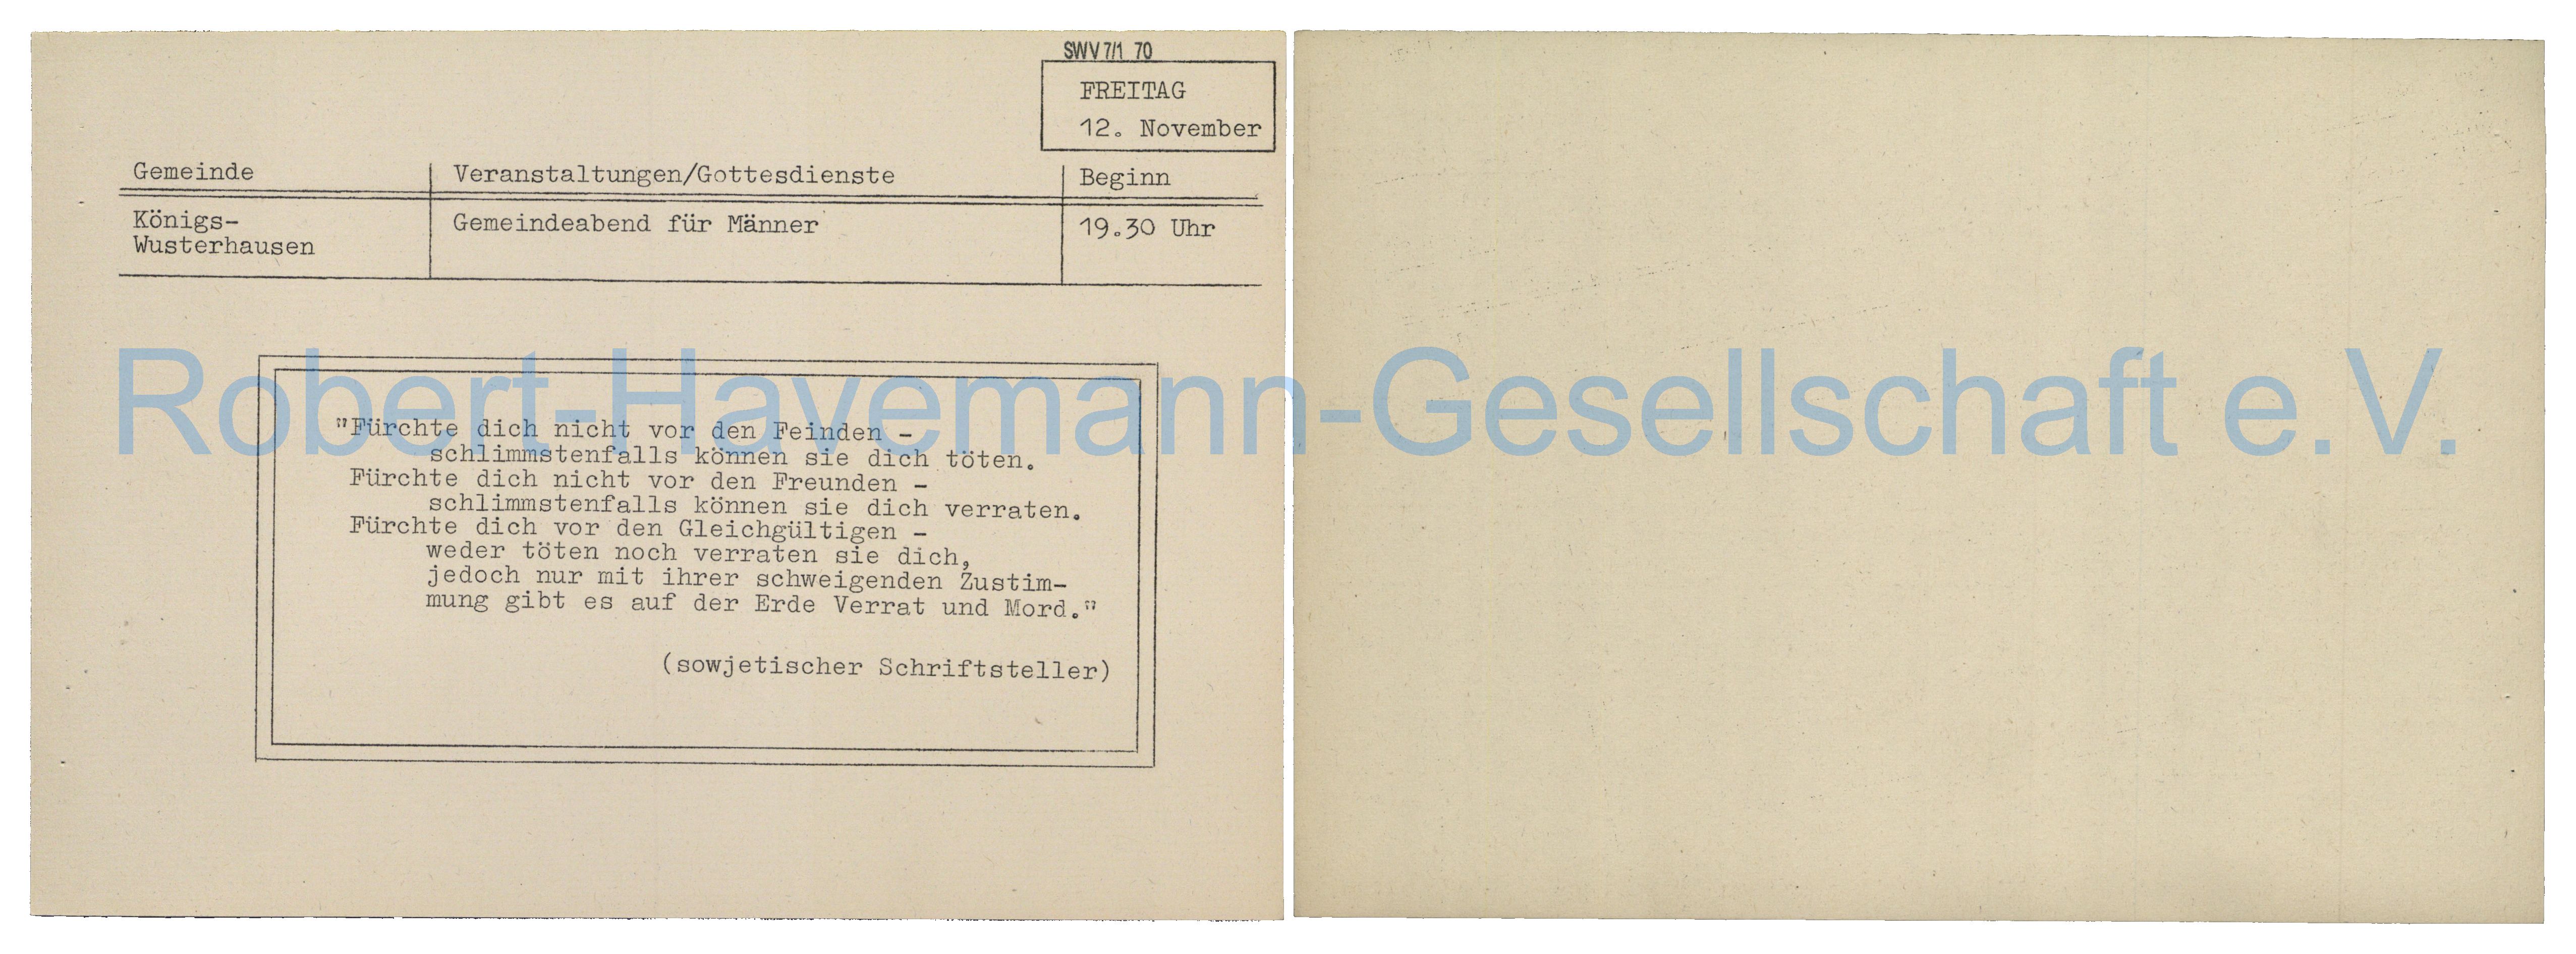 SWV 7/1 70
FREITAG
12. November
Gemeinde Veranstaltungen/Gottesdienste Beginn
Königs- Gemeindeabend für Männer 19.30 Uhr
Wusterhausen
Robert-Havemann-Gesellschaft e.V.
"Fürchte dich nicht vor den Feinden -
schlimmstenfalls können sie dich töten.
Fürchte dich nicht vor den Freunden -
schlimmstenfalls können sie dich verraten.
Fürchte dich vor den Gleichgültigen -
weder töten noch verraten sie dich,
jedoch nur mit ihrer schweigenden Zustim-
mung gibt es auf der Erde Verrat und Mord."
(sowjetischer Schriftsteller)